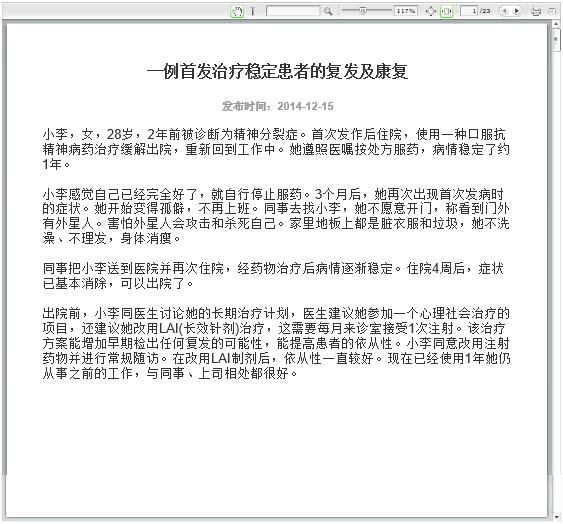 117%
1 /23
一例首发治疗稳定患者的复发及康复
发布时间：2014-12-15
小李，女，28岁，2年前被诊断为精神分裂症。首次发作后住院，使用一种口服抗
精神病药治疗缓解出院，重新回到工作中。她遵照医嘱按处方服药，病情稳定了约
1年。
小李感觉自己已经完全好了，就自行停止服药。3个月后，她再次出现首次发病时
的症状。她开始变得孤僻，不再上班。同事去找小李，她不愿意开门，称看到门外
有外星人。害怕外星人会攻击和杀死自己。家里地板上都是脏衣服和垃圾，她不洗
澡、不理发，身体消瘦。
同事把小李送到医院并再次住院，经药物治疗后病情逐渐稳定。住院4周后，症状
已基本消除，可以出院了。
出院前，小李同医生讨论她的长期治疗计划，医生建议她参加一个心理社会治疗的
项目，还建议她改用LAI(长效针剂)治疗，这需要每月来诊室接受1次注射。该治疗
方案能增加早期检出任何复发的可能性，能提高患者的依从性。小李同意改用注射
药物并进行常规随访。在改用LAI制剂后，依从性一直较好。现在已经使用1年她仍
从事之前的工作，与同事、上司相处都很好。